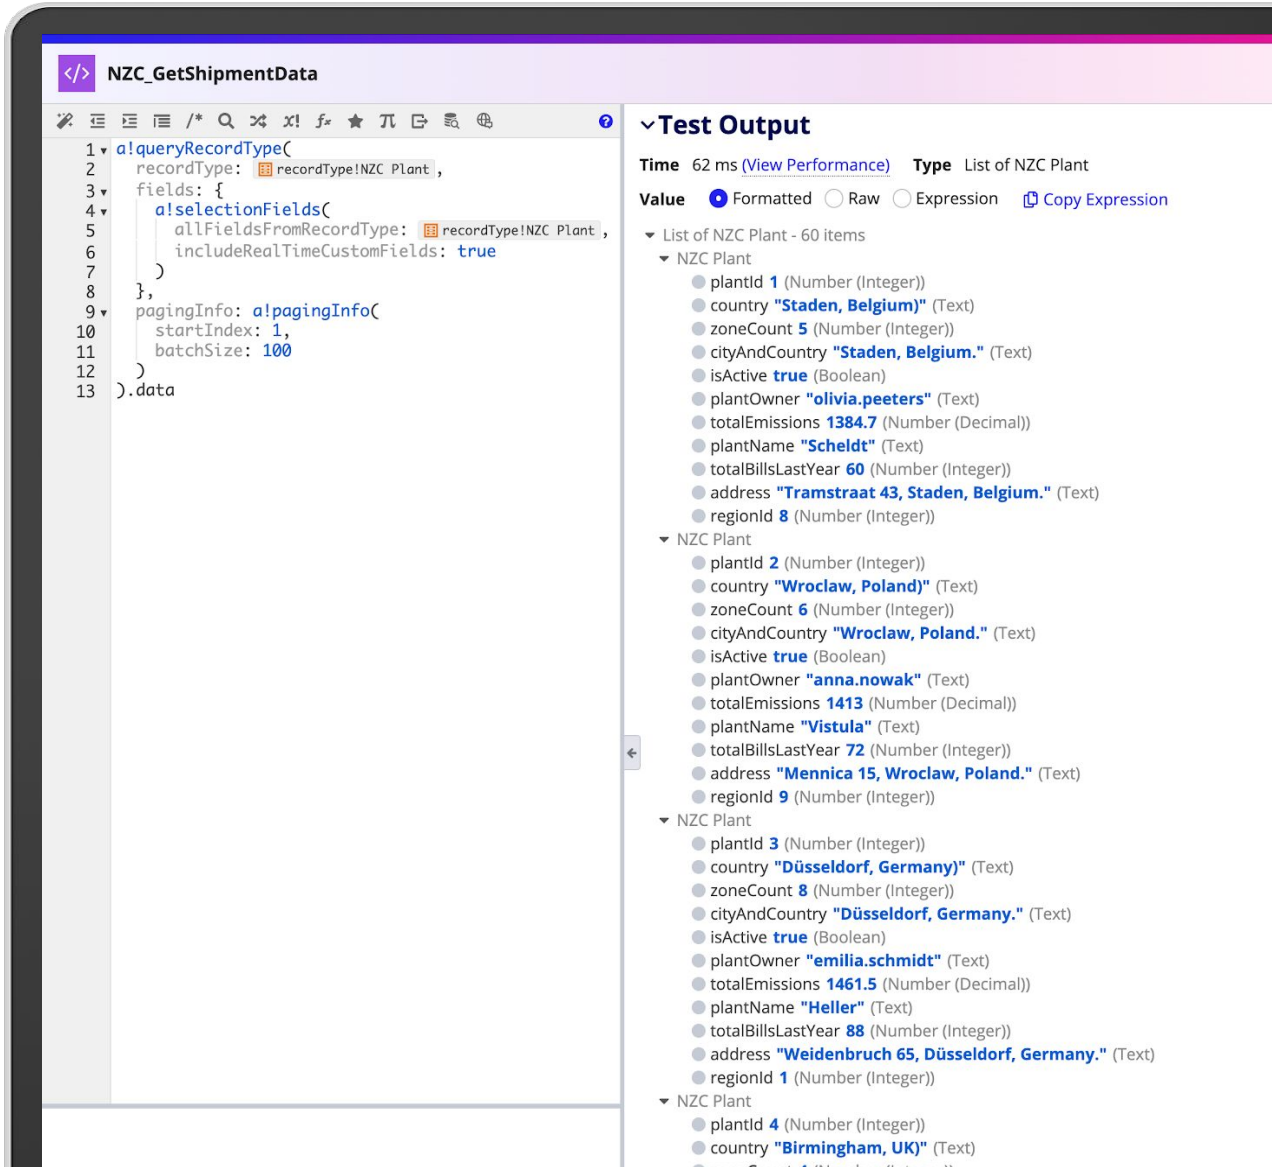 </> NZC_GetShipmentData
/* x! fx π ?
1 a!queryRecordType(
2 recordType: recordType!NZC Plant ,
3 fields: {
4 a!selectionFields(
5 allFieldsFromRecordType: recordType!NZC Plant ,
6 includeRealTimeCustomFields: true
7 )
8 },
9 pagingInfo: a!pagingInfo(
10 startIndex: 1,
11 batchSize: 100
12 )
13 ).data
Test Output
Time 62 ms (View Performance) Type List of NZC Plant
Value Formatted Raw Expression Copy Expression
List of NZC Plant - 60 items
NZC Plant
plantId 1 (Number (Integer))
country "Staden, Belgium)" (Text)
zoneCount 5 (Number (Integer))
cityAndCountry "Staden, Belgium." (Text)
isActive true (Boolean)
plantOwner "olivia.peeters" (Text)
totalEmissions 1384.7 (Number (Decimal))
plantName "Scheldt" (Text)
totalBillsLastYear 60 (Number (Integer))
address "Tramstraat 43, Staden, Belgium." (Text)
regionId 8 (Number (Integer))
NZC Plant
plantId 2 (Number (Integer))
country "Wroclaw, Poland)" (Text)
zoneCount 6 (Number (Integer))
cityAndCountry "Wroclaw, Poland." (Text)
isActive true (Boolean)
plantOwner "anna.nowak" (Text)
totalEmissions 1413 (Number (Decimal))
plantName "Vistula" (Text)
totalBillsLastYear 72 (Number (Integer))
address "Mennica 15, Wroclaw, Poland." (Text)
regionId 9 (Number (Integer))
NZC Plant
plantId 3 (Number (Integer))
country "Düsseldorf, Germany)" (Text)
zoneCount 8 (Number (Integer))
cityAndCountry "Düsseldorf, Germany." (Text)
isActive true (Boolean)
plantOwner "emilia.schmidt" (Text)
totalEmissions 1461.5 (Number (Decimal))
plantName "Heller" (Text)
totalBillsLastYear 88 (Number (Integer))
address "Weidenbruch 65, Düsseldorf, Germany." (Text)
regionId 1 (Number (Integer))
NZC Plant
plantId 4 (Number (Integer))
country "Birmingham, UK)" (Text)